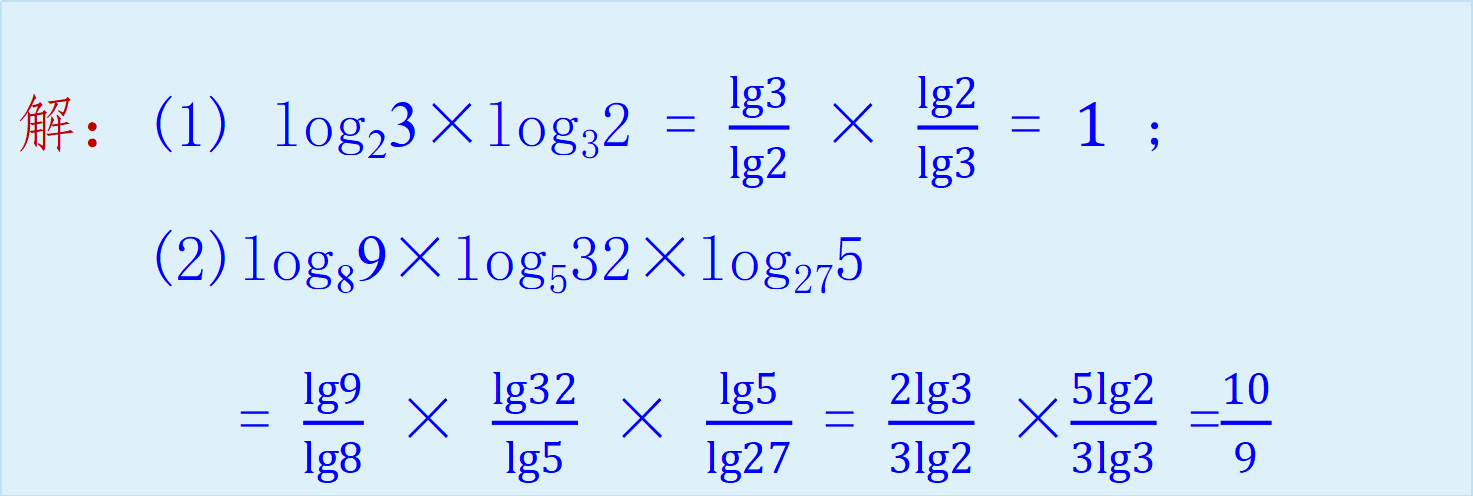 解：(1) log₂3×log₃2 = lg3/lg2 × lg2/lg3 = 1 ；
(2)log₈9×log₅32×log₂₇5
= lg9/lg8 × lg32/lg5 × lg5/lg27 = 2lg3/3lg2 ×5lg2/3lg3 =10/9